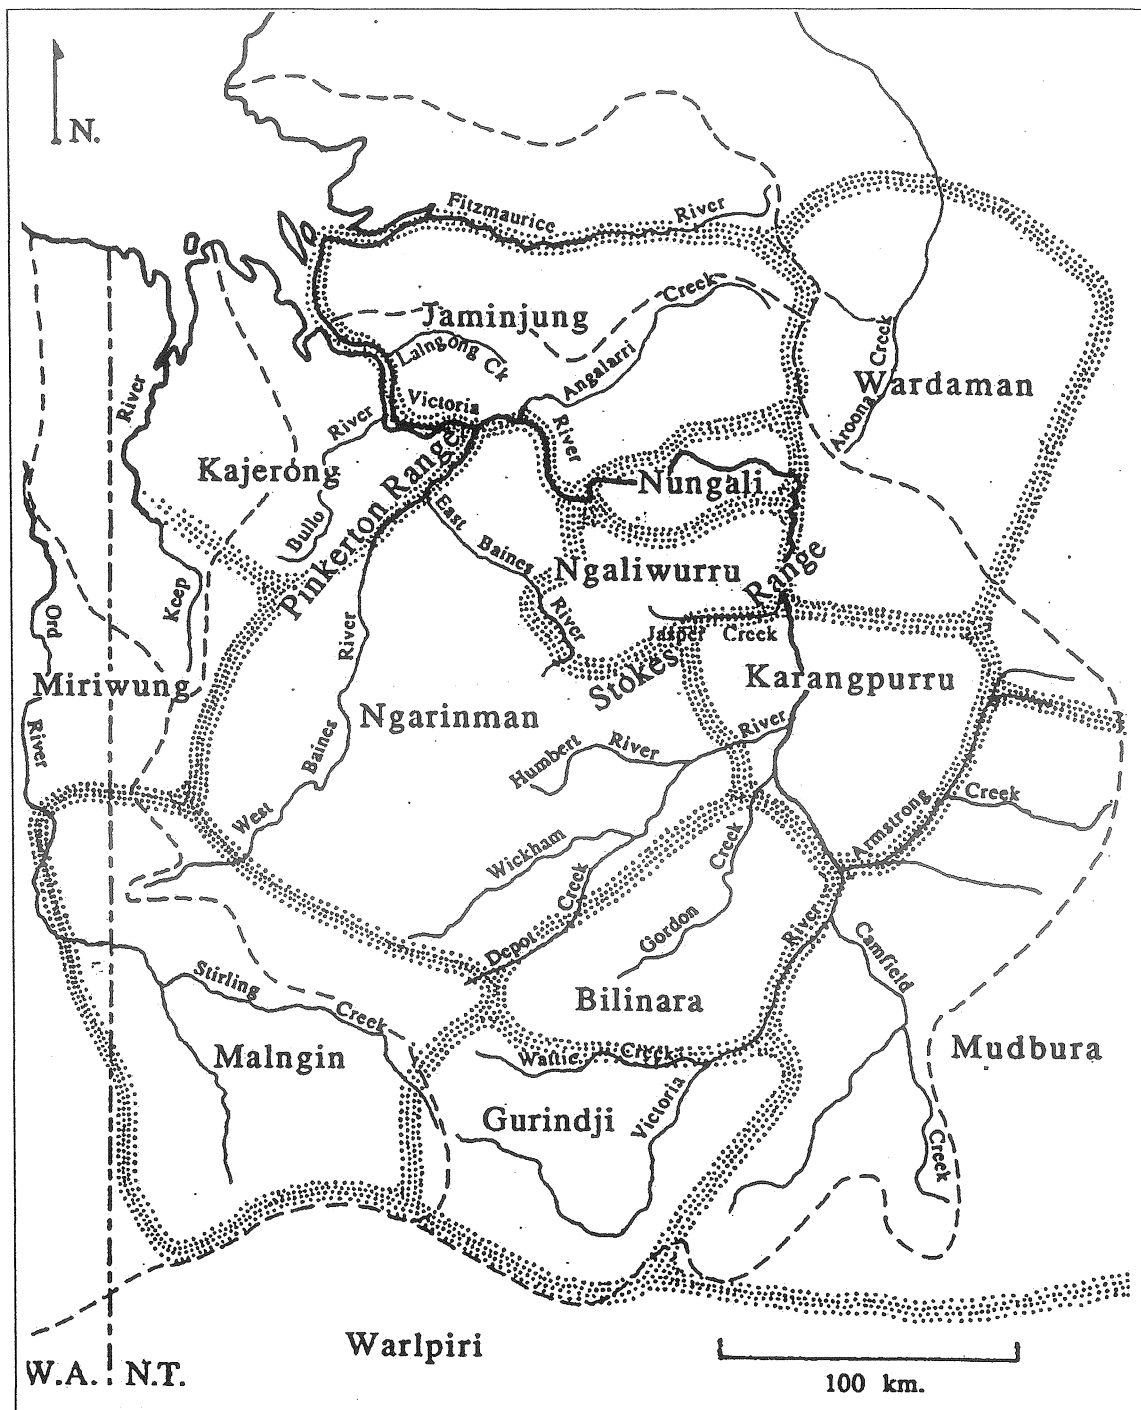 N.
Fitzmaurice River
Jaminjung
Creek
Angalarri
Laingong Ck
Wardaman
Aroona Creek
River
River
Victoria
River
Kajerong
Pinkerton Range
Nungali
Bullo
East
Baines
River
Ngaliwurru
Range
Keep
Ord
River
Jasper Creek
Stokes
Miriwung
Karangpurru
Ngarinman
River
Baines
West
Humbert River
River
Wickham
Creek
Depot
Creek
Gordon
Armstrong
Creek
River
Camfield
Creek
Stirling
Creek
Bilinara
Malngin
Wattie Creek
Mudbura
Gurindji
Victoria
Warlpiri
W.A. N.T.
100 km.